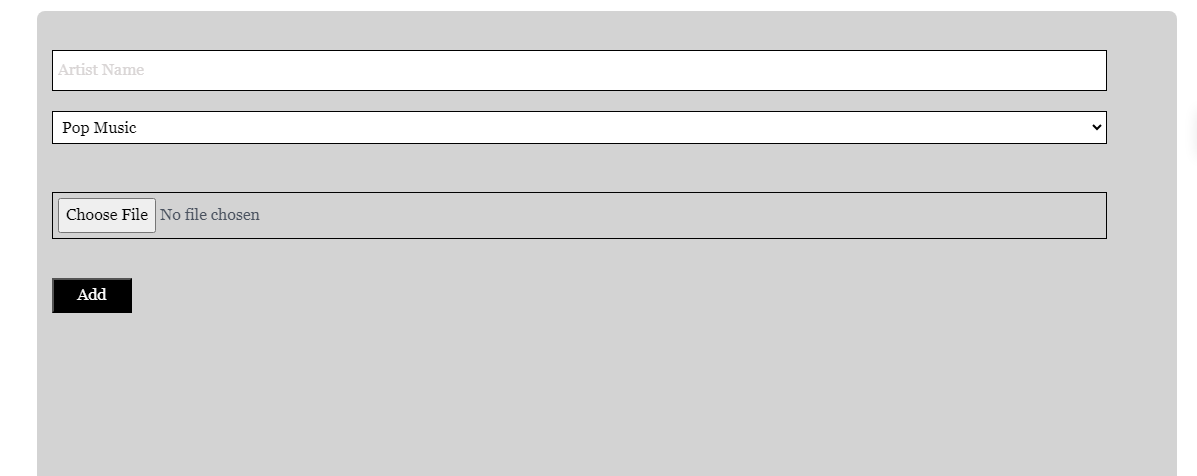 Artist Name
Pop Music
Choose File No file chosen
Add